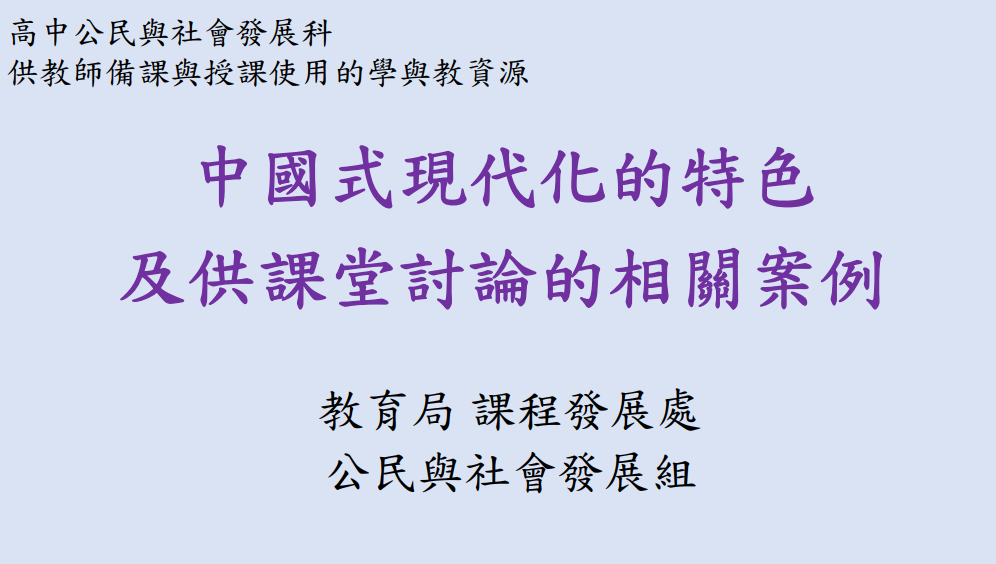 高中公民與社會發展科
供教師備課與授課使用的學與教資源
中國式現代化的特色
及供課堂討論的相關案例
教育局 課程發展處
公民與社會發展組